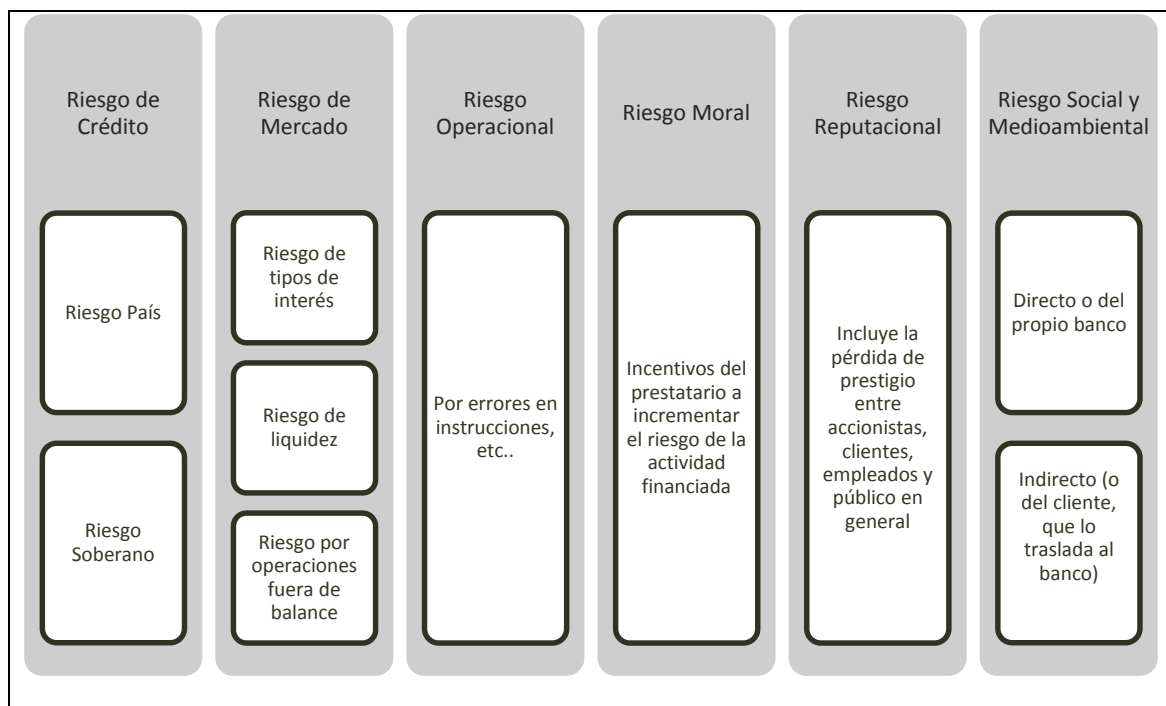 Riesgo de
Crédito
Riesgo País
Riesgo
Soberano
Riesgo de
Mercado
Riesgo de
tipos de
interés
Riesgo de
liquidez
Riesgo por
operaciones
fuera de
balance
Riesgo
Operacional
Por errores en
instrucciones,
etc..
Riesgo Moral
Incentivos del
prestatario a
incrementar
el riesgo de la
actividad
financiada
Riesgo
Reputacional
Incluye la
pérdida de
prestigio
entre
accionistas,
clientes,
empleados y
público en
general
Riesgo Social y
Medioambiental
Directo o del
propio banco
Indirecto (o
del cliente,
que lo
traslada al
banco)